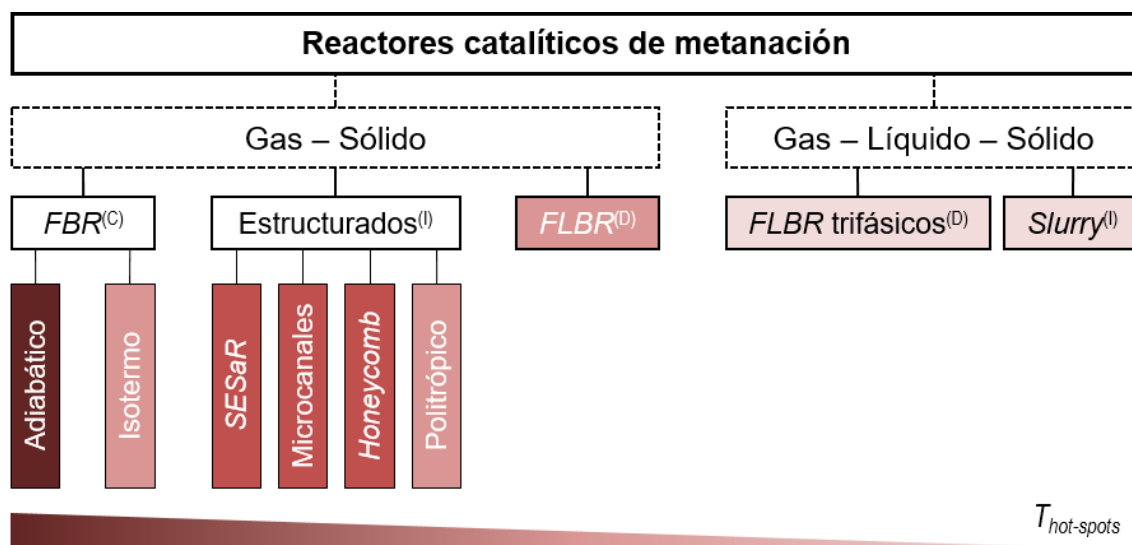 Reactores catalíticos de metanación
Gas – Sólido
Gas – Líquido – Sólido
FBR(C)
Estructurados(I)
FLBR(D)
FLBR trifásicos(D)
Slurry(I)
Adiabático
Isotermo
SESaR
Microcanales
Honeycomb
Politrópico
Thot-spots